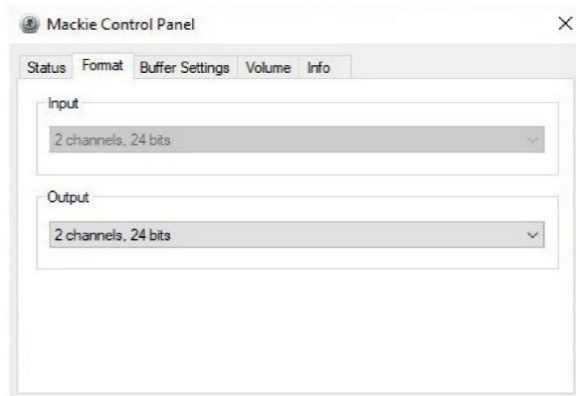 Mackie Control Panel
Status Format Buffer Settings Volume Info
Input
2 channels, 24 bits
Output
2 channels, 24 bits